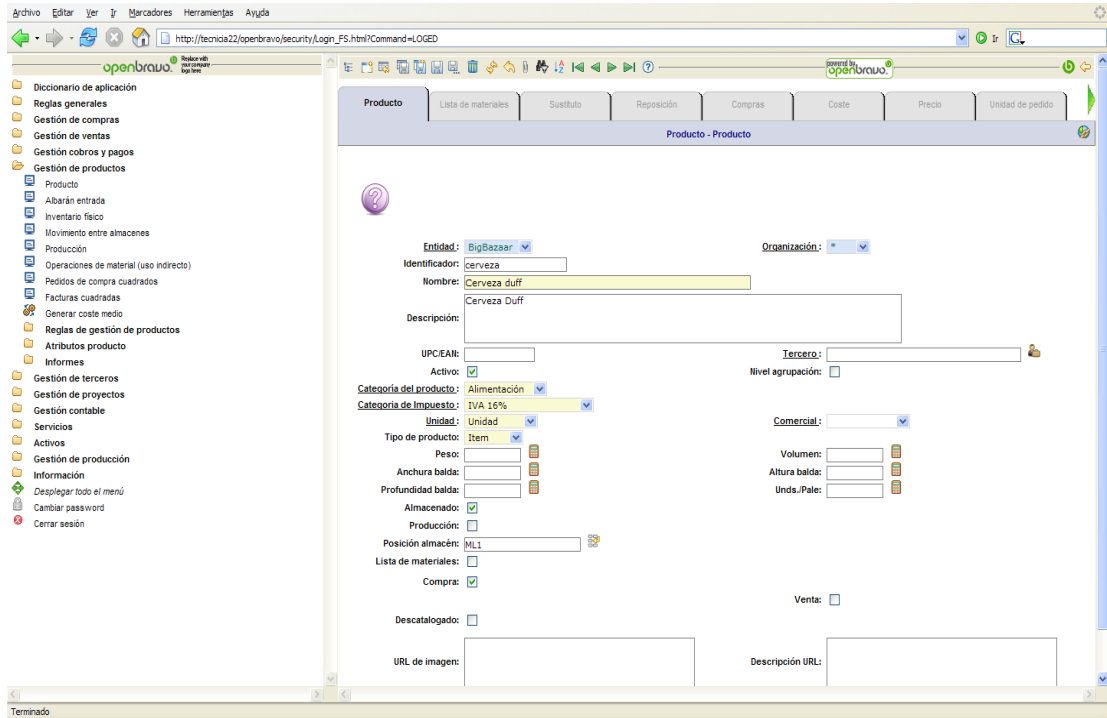 Archivo Editar Ver Ir Marcadores Herramientas Ayuda
http://tecnicia22/openbravo/security/Login_FS.html?Command=LOGED
Ir
G
openbravo.
Replace with
your company
logo here
Diccionario de aplicación
Reglas generales
Gestión de compras
Gestión de ventas
Gestión cobros y pagos
Gestión de productos
Producto
Albarán entrada
Inventario físico
Movimiento entre almacenes
Producción
Operaciones de material (uso indirecto)
Pedidos de compra cuadrados
Facturas cuadradas
Generar coste medio
Reglas de gestión de productos
Atributos producto
Informes
Gestión de terceros
Gestión de proyectos
Gestión contable
Servicios
Activos
Gestión de producción
Información
Desplegar todo el menú
Cambiar password
Cerrar sesión
powered by
openbravo.
Producto Lista de materiales Sustituto Reposición Compras Coste Precio Unidad de pedido
Producto - Producto
Entidad : BigBazaar Organización : *
Identificador: cerveza
Nombre: Cerveza duff
Descripción: Cerveza Duff
UPC/EAN: Tercero :
Activo: Nivel agrupación:
Categoría del producto : Alimentación
Categoria de Impuesto : IVA 16%
Unidad : Unidad Comercial :
Tipo de producto: Item
Peso: Volumen:
Anchura balda: Altura balda:
Profundidad balda: Unds./Pale:
Almacenado:
Producción:
Posición almacén: ML1
Lista de materiales:
Compra:
Venta:
Descatalogado:
URL de imagen: Descripción URL:
Terminado